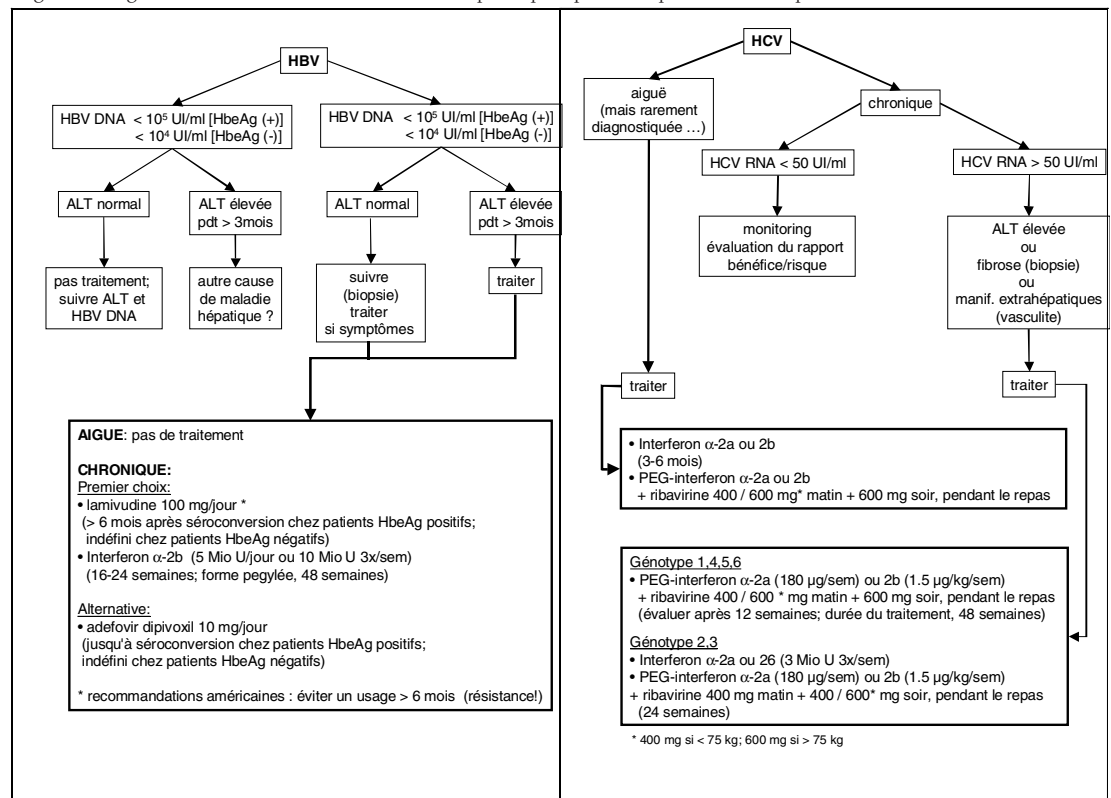 HBV
HBV DNA < 10⁵ UI/ml [HbeAg (+)]
< 10⁴ UI/ml [HbeAg (-)]
HBV DNA < 10⁵ UI/ml [HbeAg (+)]
< 10⁴ UI/ml [HbeAg (-)]
ALT normal
ALT élevée
pdt > 3mois
ALT normal
ALT élevée
pdt > 3mois
pas traitement;
suivre ALT et
HBV DNA
autre cause
de maladie
hépatique ?
suivre
(biopsie)
traiter
si symptômes
traiter
AIGUE: pas de traitement
CHRONIQUE:
Premier choix:
• lamivudine 100 mg/jour *
(> 6 mois après séroconversion chez patients HbeAg positifs;
indéfini chez patients HbeAg négatifs)
• Interferon α-2b (5 Mio U/jour ou 10 Mio U 3x/sem)
(16-24 semaines; forme pegylée, 48 semaines)
Alternative:
• adefovir dipivoxil 10 mg/jour
(jusqu'à séroconversion chez patients HbeAg positifs;
indéfini chez patients HbeAg négatifs)
* recommandations américaines : éviter un usage > 6 mois (résistance!)
HCV
aiguë
(mais rarement
diagnostiquée …)
chronique
HCV RNA < 50 UI/ml
HCV RNA > 50 UI/ml
monitoring
évaluation du rapport
bénéfice/risque
ALT élevée
ou
fibrose (biopsie)
ou
manif. extrahépatiques
(vasculite)
traiter
traiter
• Interferon α-2a ou 2b
(3-6 mois)
• PEG-interferon α-2a ou 2b
+ ribavirine 400 / 600 mg* matin + 600 mg soir, pendant le repas
Génotype 1,4,5,6
• PEG-interferon α-2a (180 µg/sem) ou 2b (1.5 µg/kg/sem)
+ ribavirine 400 / 600 * mg matin + 600 mg soir, pendant le repas
(évaluer après 12 semaines; durée du traitement, 48 semaines)
Génotype 2,3
• Interferon α-2a ou 26 (3 Mio U 3x/sem)
• PEG-interferon α-2a (180 µg/sem) ou 2b (1.5 µg/kg/sem)
+ ribavirine 400 mg matin + 400 / 600* mg soir, pendant le repas
(24 semaines)
* 400 mg si < 75 kg; 600 mg si > 75 kg